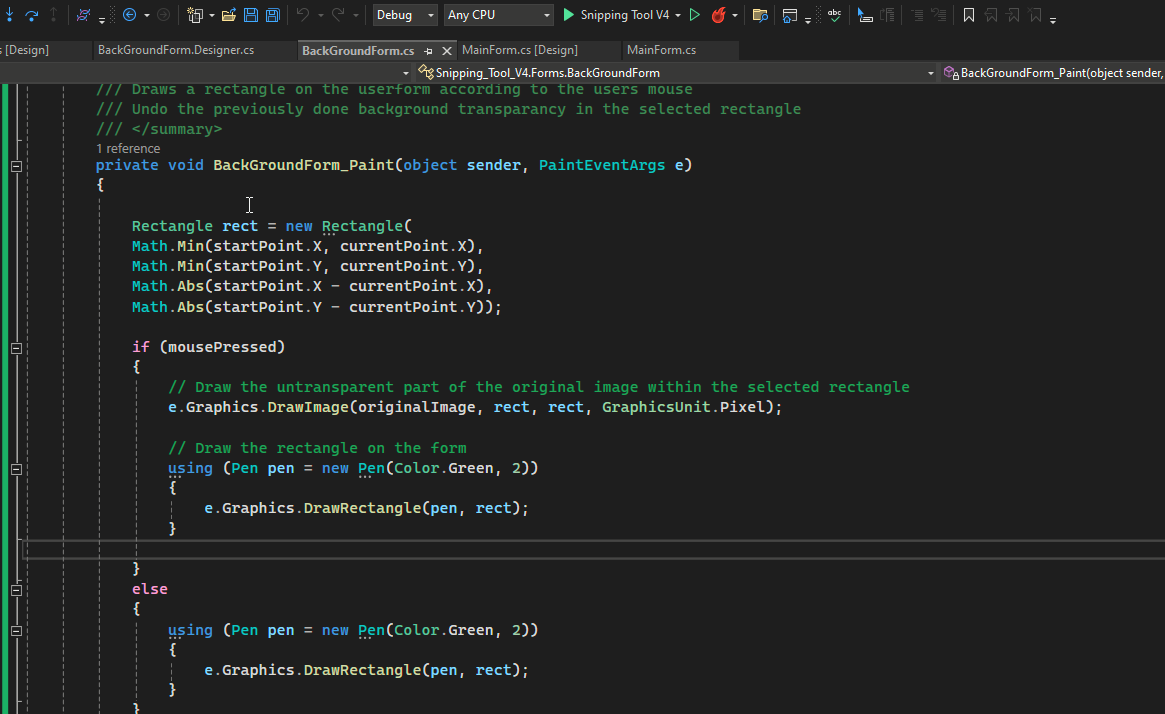 Debug Any CPU Snipping Tool V4
s [Design] BackGroundForm.Designer.cs BackGroundForm.cs MainForm.cs [Design] MainForm.cs
Snipping_Tool_V4.Forms.BackGroundForm BackGroundForm_Paint(object sender,
/// Draws a rectangle on the userform according to the users mouse
/// Undo the previously done background transparancy in the selected rectangle
/// </summary>
1 reference
private void BackGroundForm_Paint(object sender, PaintEventArgs e)
{
Rectangle rect = new Rectangle(
Math.Min(startPoint.X, currentPoint.X),
Math.Min(startPoint.Y, currentPoint.Y),
Math.Abs(startPoint.X - currentPoint.X),
Math.Abs(startPoint.Y - currentPoint.Y));
if (mousePressed)
{
// Draw the untransparent part of the original image within the selected rectangle
e.Graphics.DrawImage(originalImage, rect, rect, GraphicsUnit.Pixel);
// Draw the rectangle on the form
using (Pen pen = new Pen(Color.Green, 2))
{
e.Graphics.DrawRectangle(pen, rect);
}
}
else
{
using (Pen pen = new Pen(Color.Green, 2))
{
e.Graphics.DrawRectangle(pen, rect);
}
}